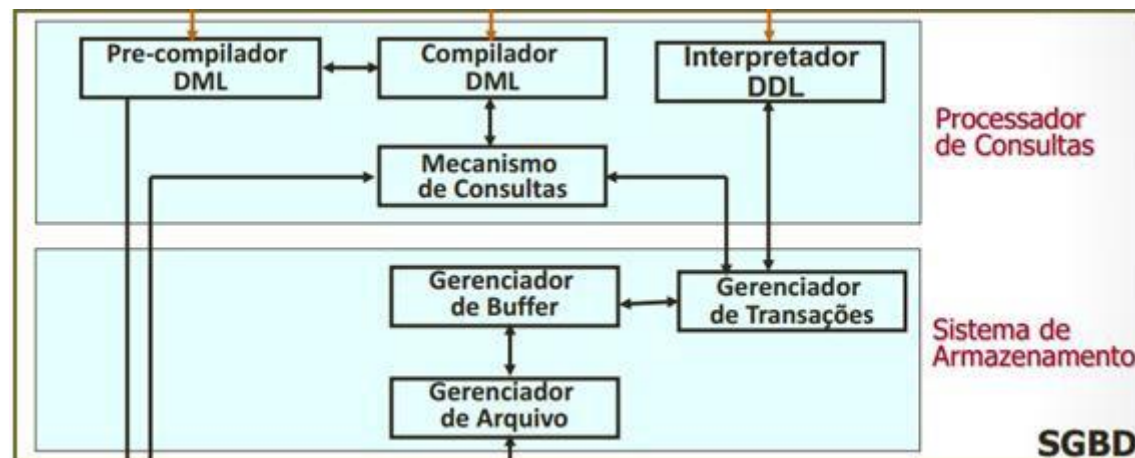 Pre-compilador
DML
Compilador
DML
Interpretador
DDL
Processador
de Consultas
Mecanismo
de Consultas
Gerenciador
de Buffer
Gerenciador
de Transações
Sistema de
Armazenamento
Gerenciador
de Arquivo
SGBD